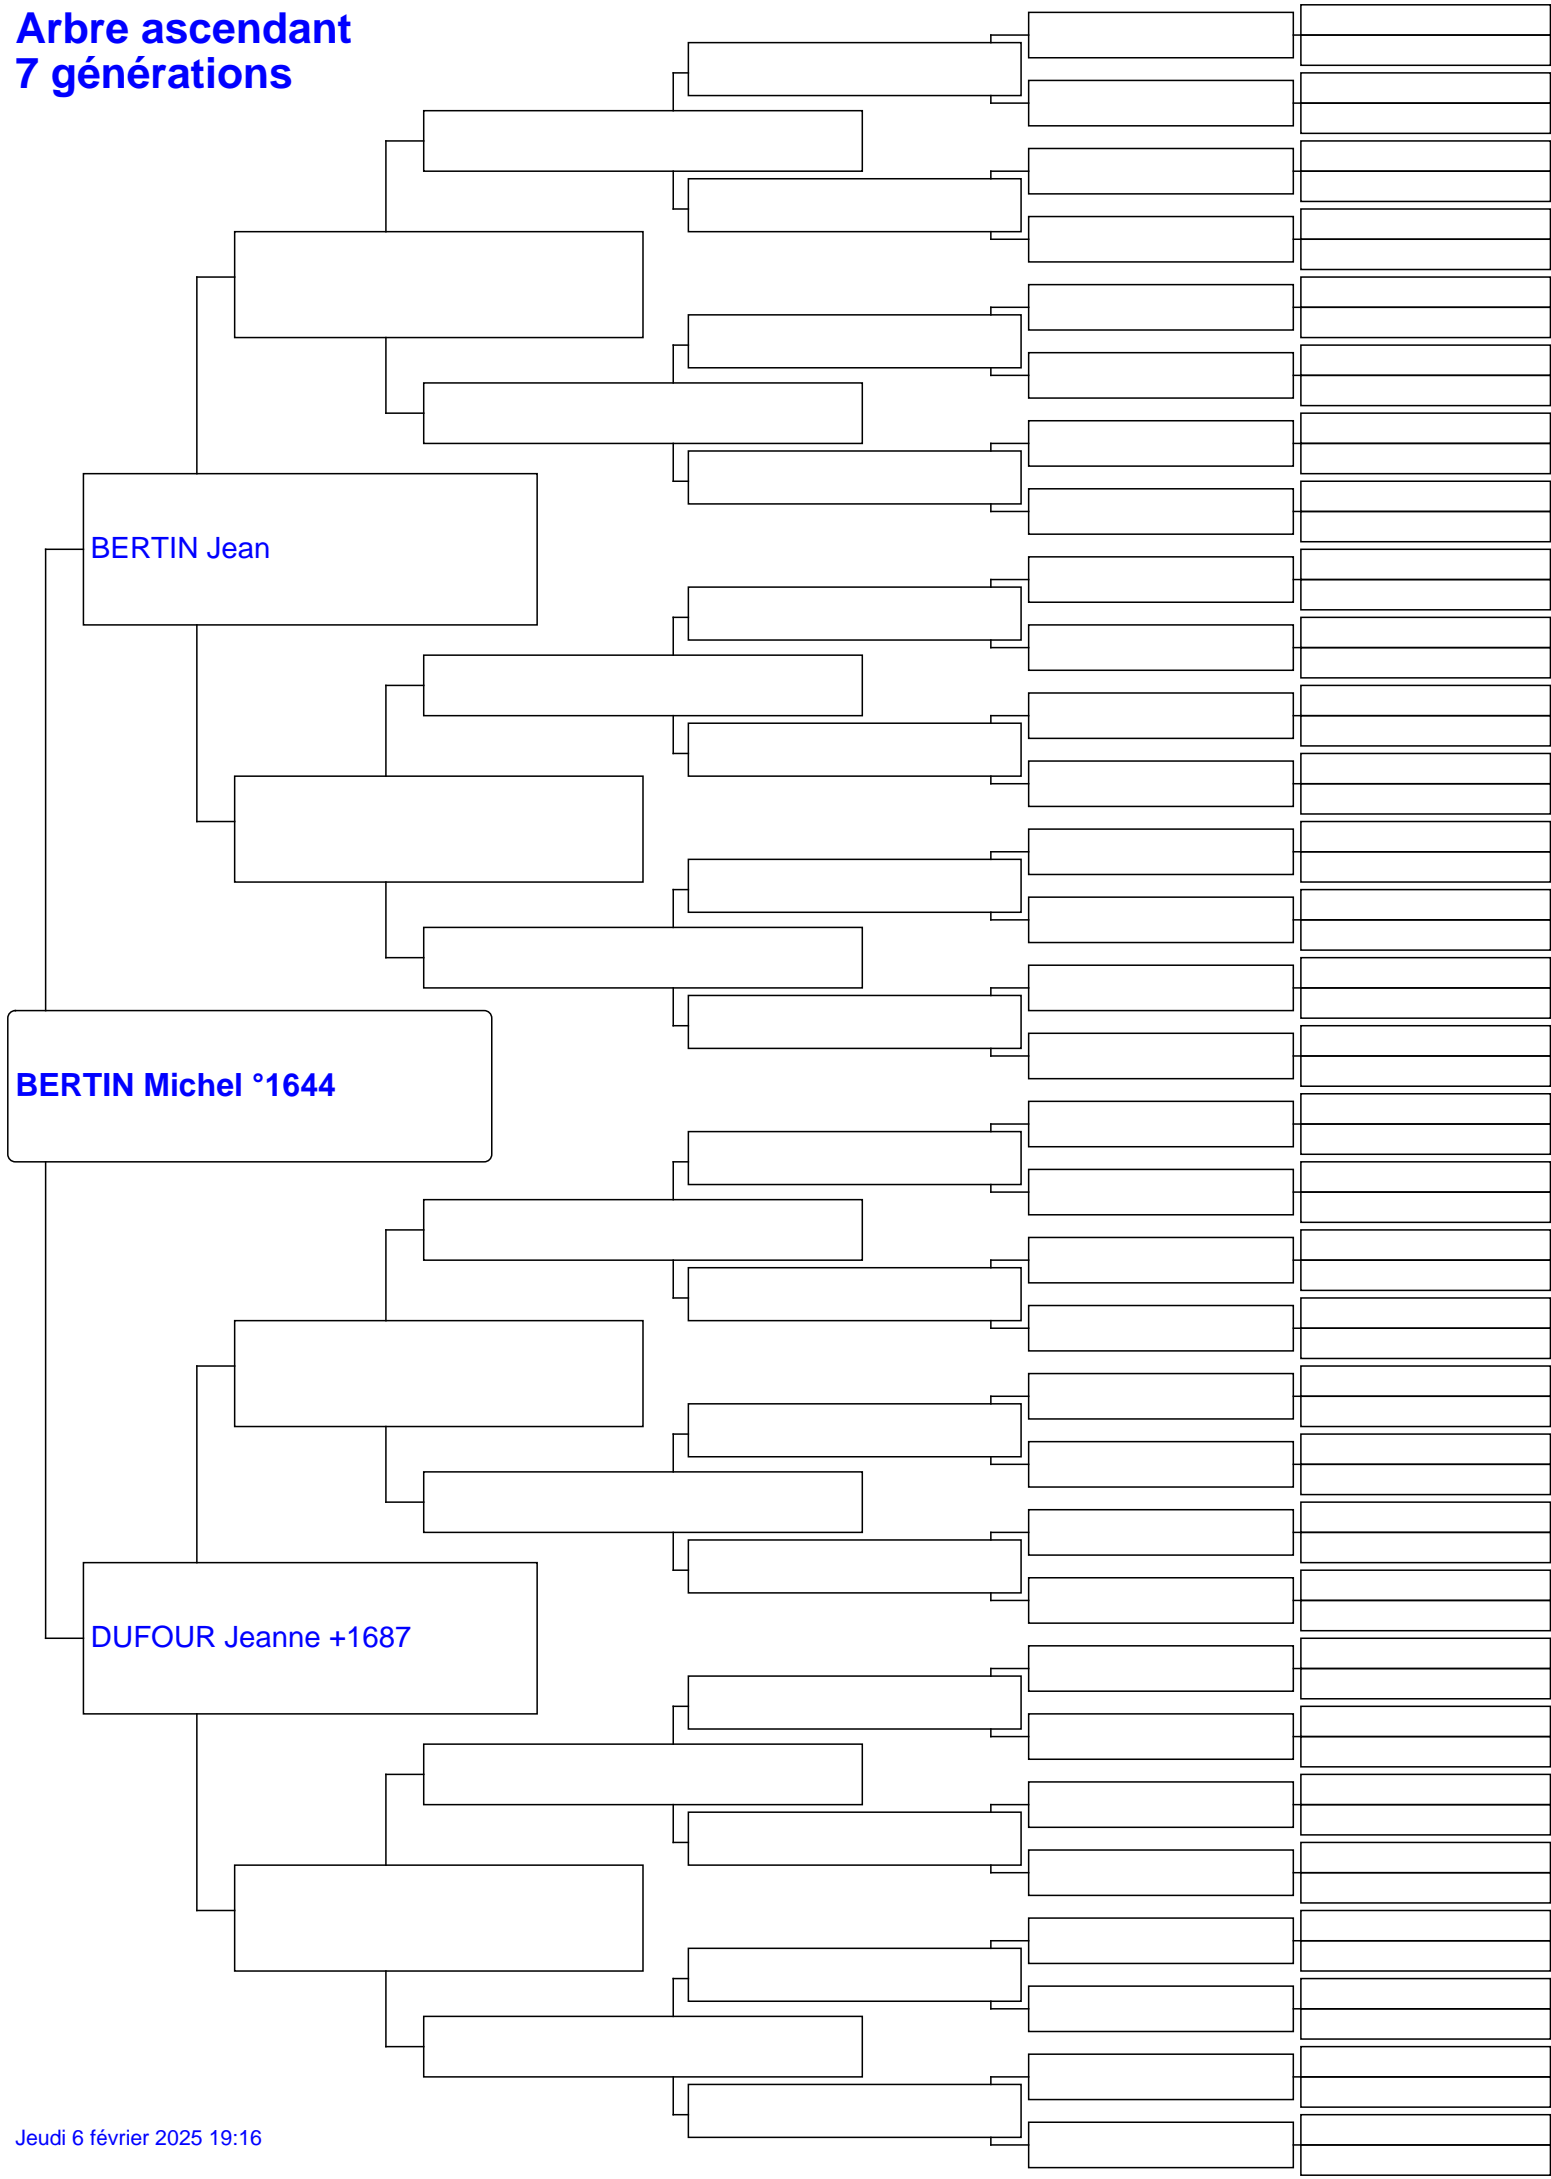 Arbre ascendant
7 générations
BERTIN Jean
BERTIN Michel °1644
DUFOUR Jeanne +1687
Jeudi 6 février 2025 19:16